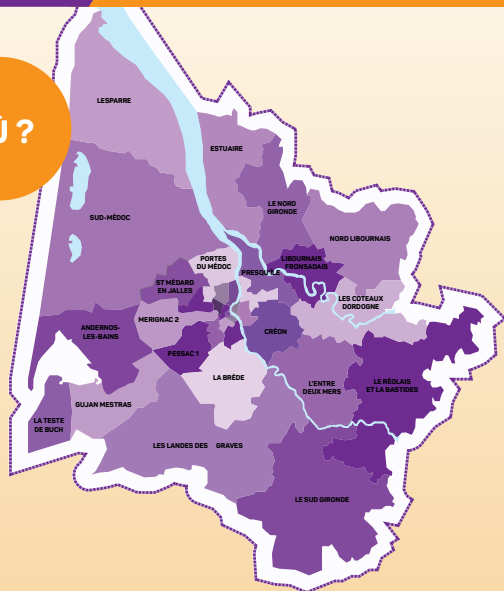 Ù ?
LESPARRE
ESTUAIRE
LE NORD
GIRONDE
SUD-MÉDOC
NORD LIBOURNAIS
PORTES
DU MÉDOC
LIBOURNAIS
FRONSADAIS
PRESQU'ILE
ST MÉDARD
EN JALLES
LES COTEAUX
DORDOGNE
MERIGNAC 2
ANDERNOS-
LES-BAINS
CRÉON
PESSAC 1
LA BRÈDE
L'ENTRE
DEUX MERS
LE RÉOLAIS
ET LA BASTIDES
GUJAN MESTRAS
LA TESTE
DE BUCH
LES LANDES DES GRAVES
LE SUD GIRONDE